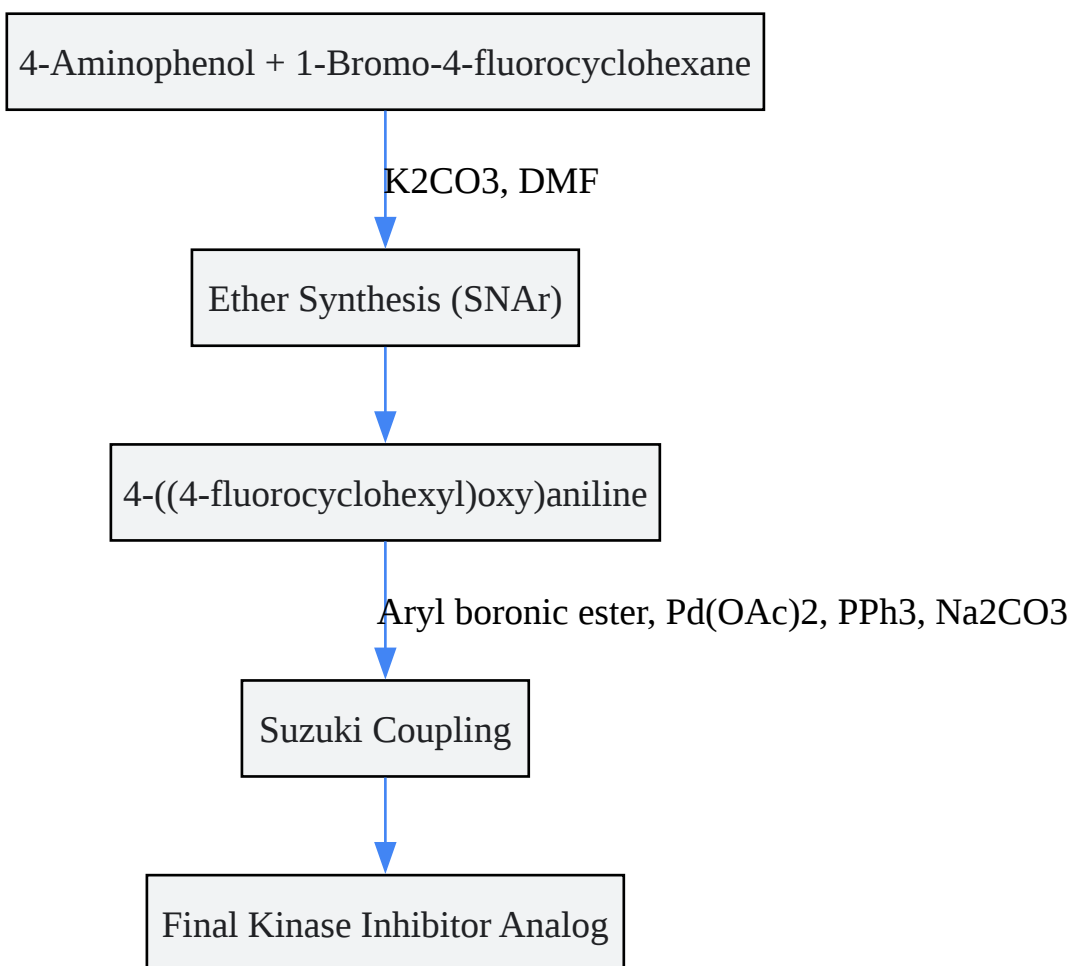 4-Aminophenol + 1-Bromo-4-fluorocyclohexane
K2CO3, DMF
Ether Synthesis (SNAr)
4-((4-fluorocyclohexyl)oxy)aniline
Aryl boronic ester, Pd(OAc)2, PPh3, Na2CO3
Suzuki Coupling
Final Kinase Inhibitor Analog